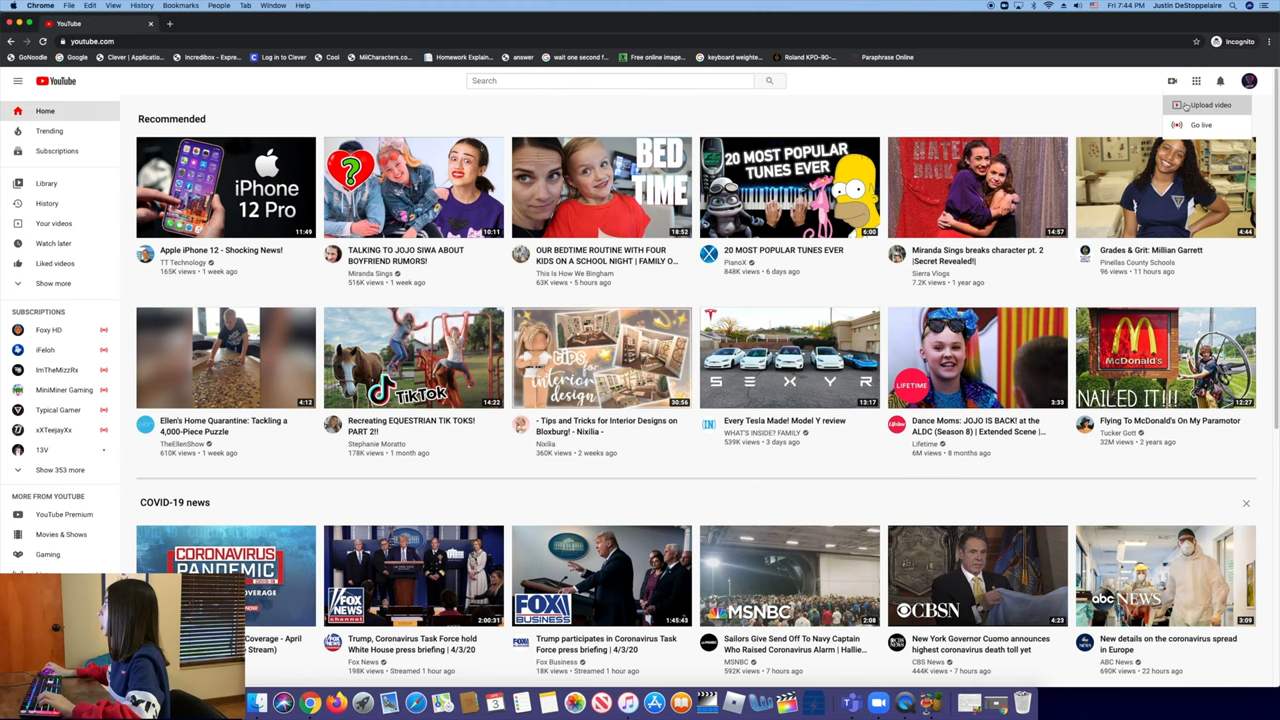 Chrome File Edit View History Bookmarks People Tab Window Help
Fri 7:44 PM Justin DeStoppelaire
YouTube
youtube.com
Incognito
GoNoodle Google Clever | Applicatio... Incredibox - Expre... Log in to Clever Cool MiiCharacters.co... Homework Explain... answer wait one second f... Free online image... keyboard weighte... Roland KPD-90-... Paraphrase Online
YouTube
Search
Upload video
Go live
Home
Trending
Subscriptions
Library
History
Your videos
Watch later
Liked videos
Show more
SUBSCRIPTIONS
Foxy HD
iFeloh
ImTheMizzRx
MiniMiner Gaming
Typical Gamer
xXTeejayXx
13V
Show 353 more
MORE FROM YOUTUBE
YouTube Premium
Movies & Shows
Gaming
Recommended
iPhone
12 Pro
11:49
Apple iPhone 12 - Shocking News!
TT Technology
165K views • 1 week ago
10:11
TALKING TO JOJO SIWA ABOUT
BOYFRIEND RUMORS!
Miranda Sings
516K views • 1 week ago
BED
TIME
18:52
OUR BEDTIME ROUTINE WITH FOUR
KIDS ON A SCHOOL NIGHT | FAMILY O...
This Is How We Bingham
63K views • 5 hours ago
20 MOST POPULAR
TUNES EVER
6:00
20 MOST POPULAR TUNES EVER
PianoX
848K views • 6 days ago
HATE
BACK
14:57
Miranda Sings breaks character pt. 2
|Secret Revealed!|
Sierra Vlogs
7.2K views • 1 year ago
4:44
Grades & Grit: Millian Garrett
Pinellas County Schools
96 views • 11 hours ago
4:12
Ellen's Home Quarantine: Tackling a
4,000-Piece Puzzle
TheEllenShow
610K views • 1 week ago
TikTok
14:22
Recreating EQUESTRIAN TIK TOKS!
PART 2!!
Stephanie Moratto
178K views • 1 month ago
tips
for
interior
design
30:56
- Tips and Tricks for Interior Designs on
Bloxburg! - Nixilia -
Nixilia
360K views • 2 weeks ago
S E X Y R
13:17
Every Tesla Made! Model Y review
WHAT'S INSIDE? FAMILY
539K views • 3 days ago
LIFETIME
3:33
Dance Moms: JOJO IS BACK! at the
ALDC (Season 8) | Extended Scene |...
Lifetime
6M views • 8 months ago
McDonald's
NAILED IT!!
12:27
Flying To McDonald's On My Paramotor
Tucker Gott
32M views • 2 years ago
COVID-19 news
CORONAVIRUS
PANDEMIC
COVERAGE
Coverage - April
Stream)
FOX
NEWS
channel
2:00:31
Trump, Coronavirus Task Force hold
White House press briefing | 4/3/20
Fox News
198K views • Streamed 1 hour ago
FOX
BUSINESS
1:45:43
Trump participates in Coronavirus Task
Force press briefing | 4/3/20
Fox Business
18K views • Streamed 1 hour ago
MSNBC
2:08
Sailors Give Send Off To Navy Captain
Who Raised Coronavirus Alarm | Hallie...
MSNBC
592K views • 7 hours ago
CBSN
4:23
New York Governor Cuomo announces
highest coronavirus death toll yet
CBS News
444K views • 7 hours ago
abc NEWS
3:09
New details on the coronavirus spread
in Europe
ABC News
690K views • 22 hours ago